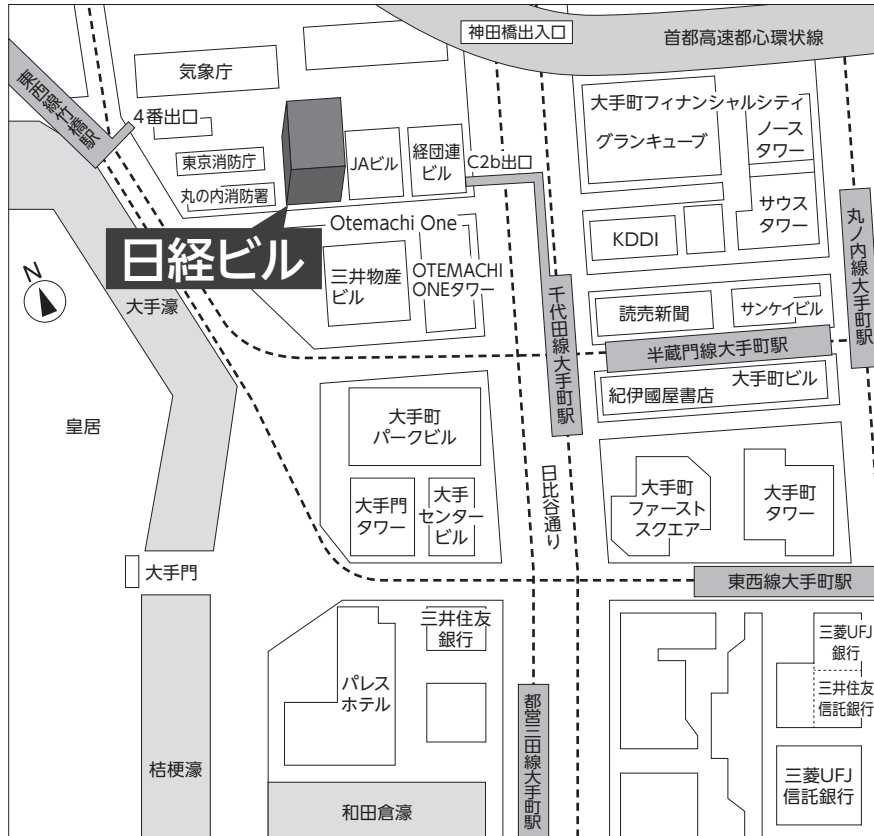 神田橋出入口
首都高速都心環状線
東西線竹橋駅
気象庁
4番出口
大手町フィナンシャルシティ
グランキューブ
ノース
タワー
東京消防庁
JAビル
経団連
ビル
C2b出口
丸の内消防署
サウス
タワー
丸ノ内線大手町駅
Otemachi One
KDDI
日経ビル
三井物産
ビル
OTEMACHI
ONEタワー
N
千代田線大手町駅
大手濠
読売新聞
サンケイビル
半蔵門線大手町駅
大手町ビル
紀伊國屋書店
皇居
大手町
パークビル
日比谷通り
大手門
タワー
大手
センター
ビル
大手町
ファースト
スクエア
大手町
タワー
大手門
東西線大手町駅
三井住友
銀行
三菱UFJ
銀行
パレス
ホテル
三井住友
信託銀行
都営三田線大手町駅
桔梗濠
三菱UFJ
信託銀行
和田倉濠